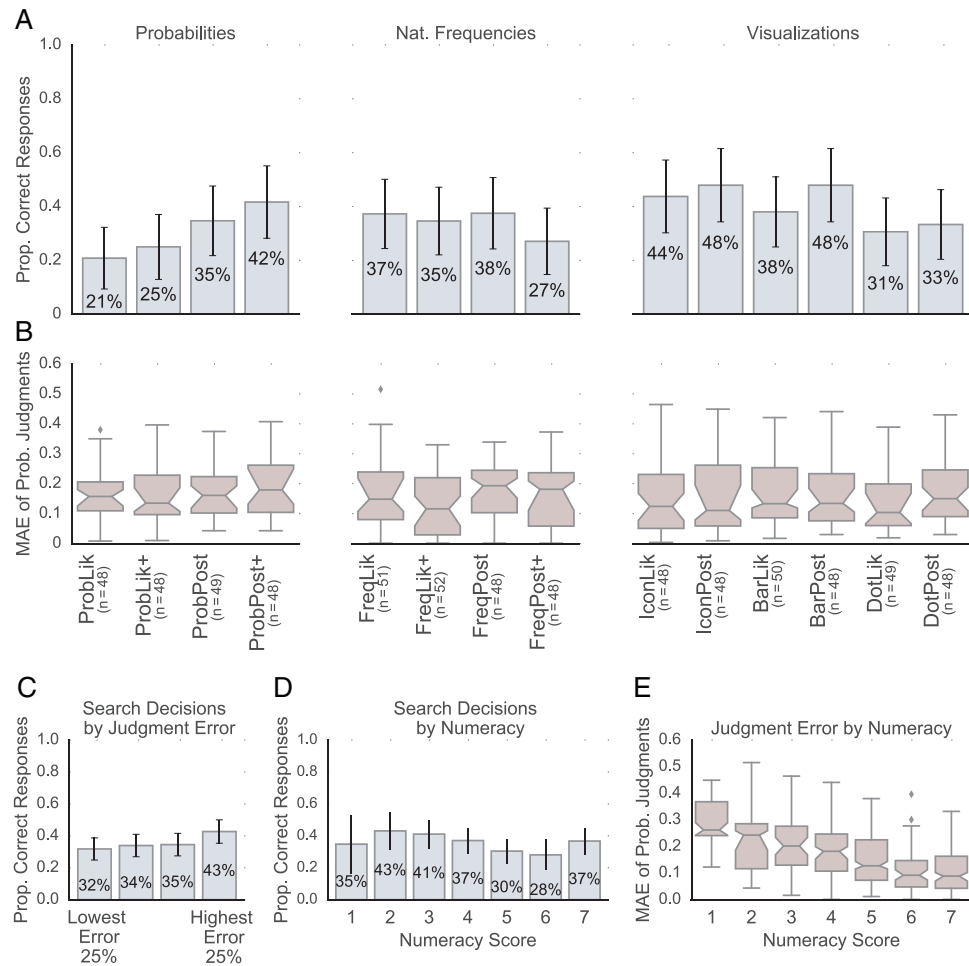 A
Probabilities
Nat. Frequencies
Visualizations
Prop. Correct Responses
1.0
0.8
0.6
0.4
0.2
0
21%
25%
35%
42%
37%
35%
38%
27%
44%
48%
38%
48%
31%
33%
B
MAE of Prob. Judgments
0.6
0.5
0.4
0.3
0.2
0.1
0
ProbLik
(n=48)
ProbLik+
(n=48)
ProbPost
(n=49)
ProbPost+
(n=48)
FreqLik
(n=51)
FreqLik+
(n=52)
FreqPost
(n=48)
FreqPost+
(n=48)
IconLik
(n=48)
IconPost
(n=48)
BarLik
(n=50)
BarPost
(n=48)
DotLik
(n=49)
DotPost
(n=48)
C
Search Decisions
by Judgment Error
Prop. Correct Responses
1.0
0.8
0.6
0.4
0.2
0.0
32%
34%
35%
43%
Lowest
Error
25%
Highest
Error
25%
D
Search Decisions
by Numeracy
Prop. Correct Responses
1.0
0.8
0.6
0.4
0.2
0.0
35%
43%
41%
37%
30%
28%
37%
1 2 3 4 5 6 7
Numeracy Score
E
Judgment Error by Numeracy
MAE of Prob. Judgments
0.6
0.5
0.4
0.3
0.2
0.1
0.0
1 2 3 4 5 6 7
Numeracy Score